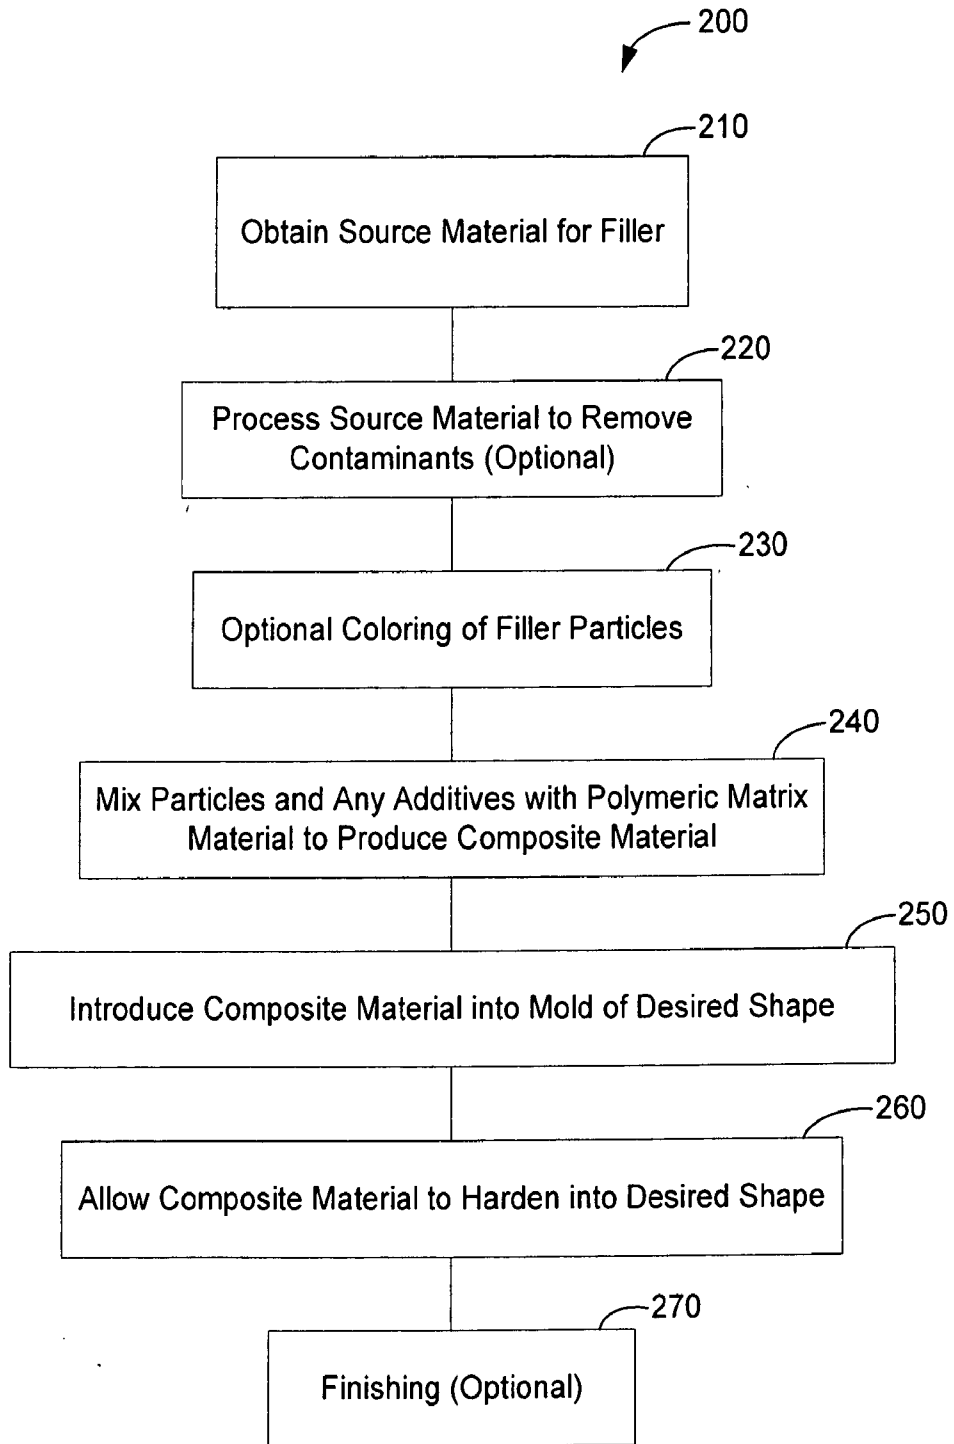 200
210
Obtain Source Material for Filler
220
Process Source Material to Remove
Contaminants (Optional)
230
Optional Coloring of Filler Particles
240
Mix Particles and Any Additives with Polymeric Matrix
Material to Produce Composite Material
250
Introduce Composite Material into Mold of Desired Shape
260
Allow Composite Material to Harden into Desired Shape
270
Finishing (Optional)